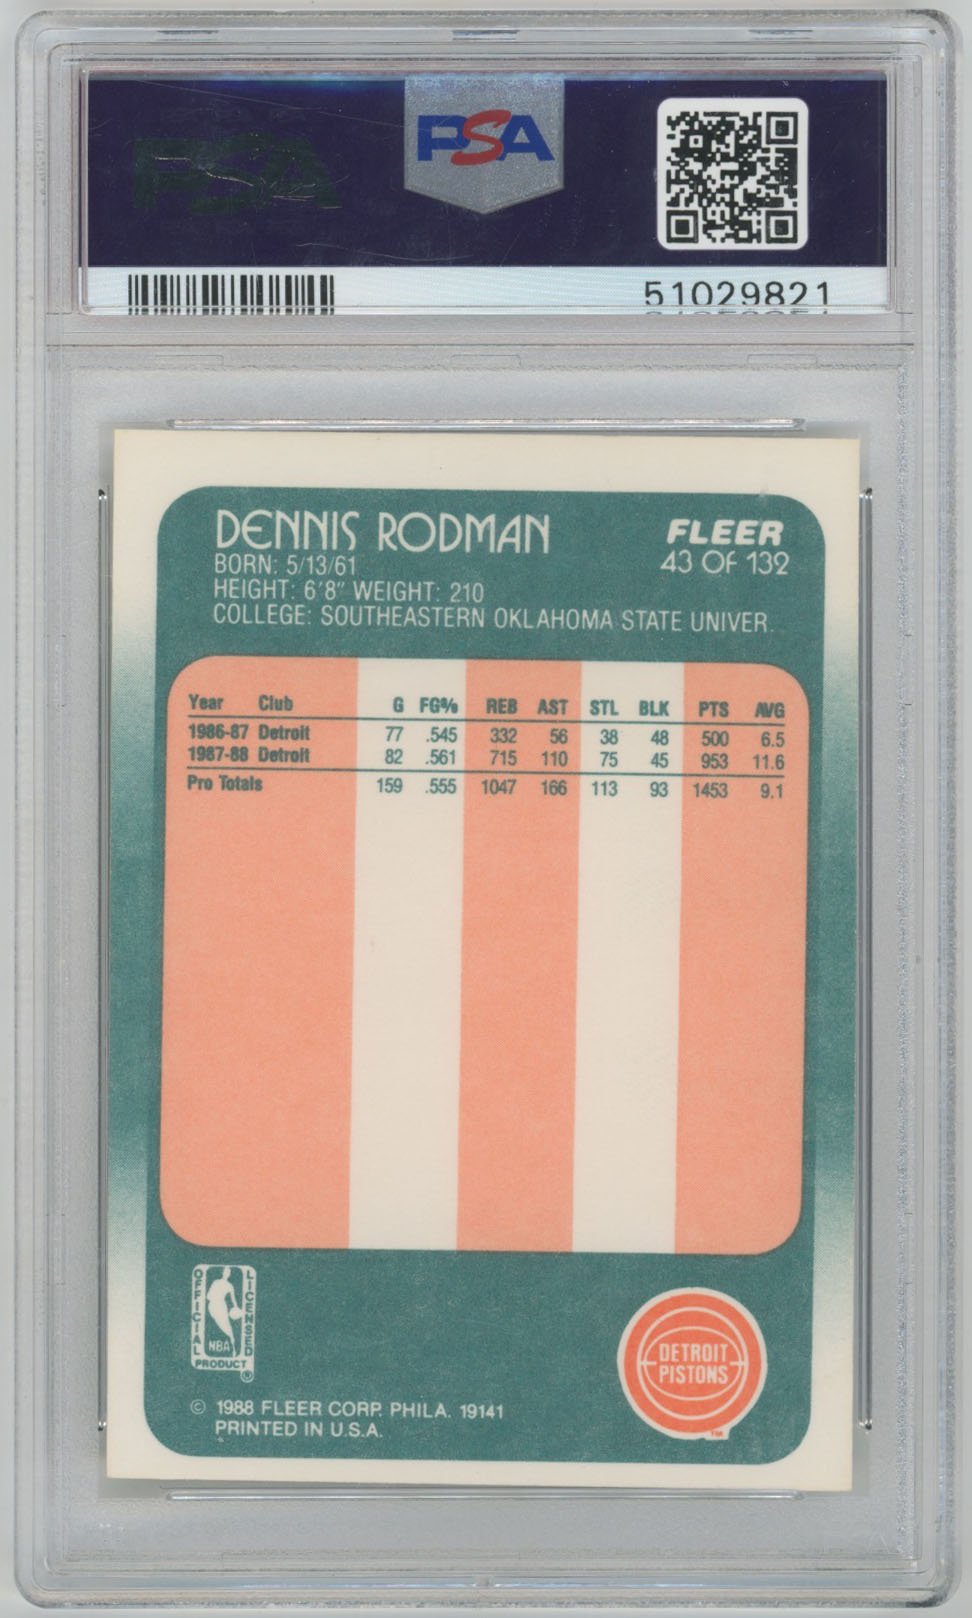 PSA
PSA
51029821
DENNIS RODMAN
FLEER
43 OF 132
BORN: 5/13/61
HEIGHT: 6'8" WEIGHT: 210
COLLEGE: SOUTHEASTERN OKLAHOMA STATE UNIVER.
Year Club G FG% REB AST STL BLK PTS AVG
1986-87 Detroit 77 .545 332 56 38 48 500 6.5
1987-88 Detroit 82 .561 715 110 75 45 953 11.6
Pro Totals 159 .555 1047 166 113 93 1453 9.1
OFFICIAL
LICENSED
NBA
PRODUCT
®
DETROIT
PISTONS
TM
© 1988 FLEER CORP. PHILA. 19141
PRINTED IN U.S.A.